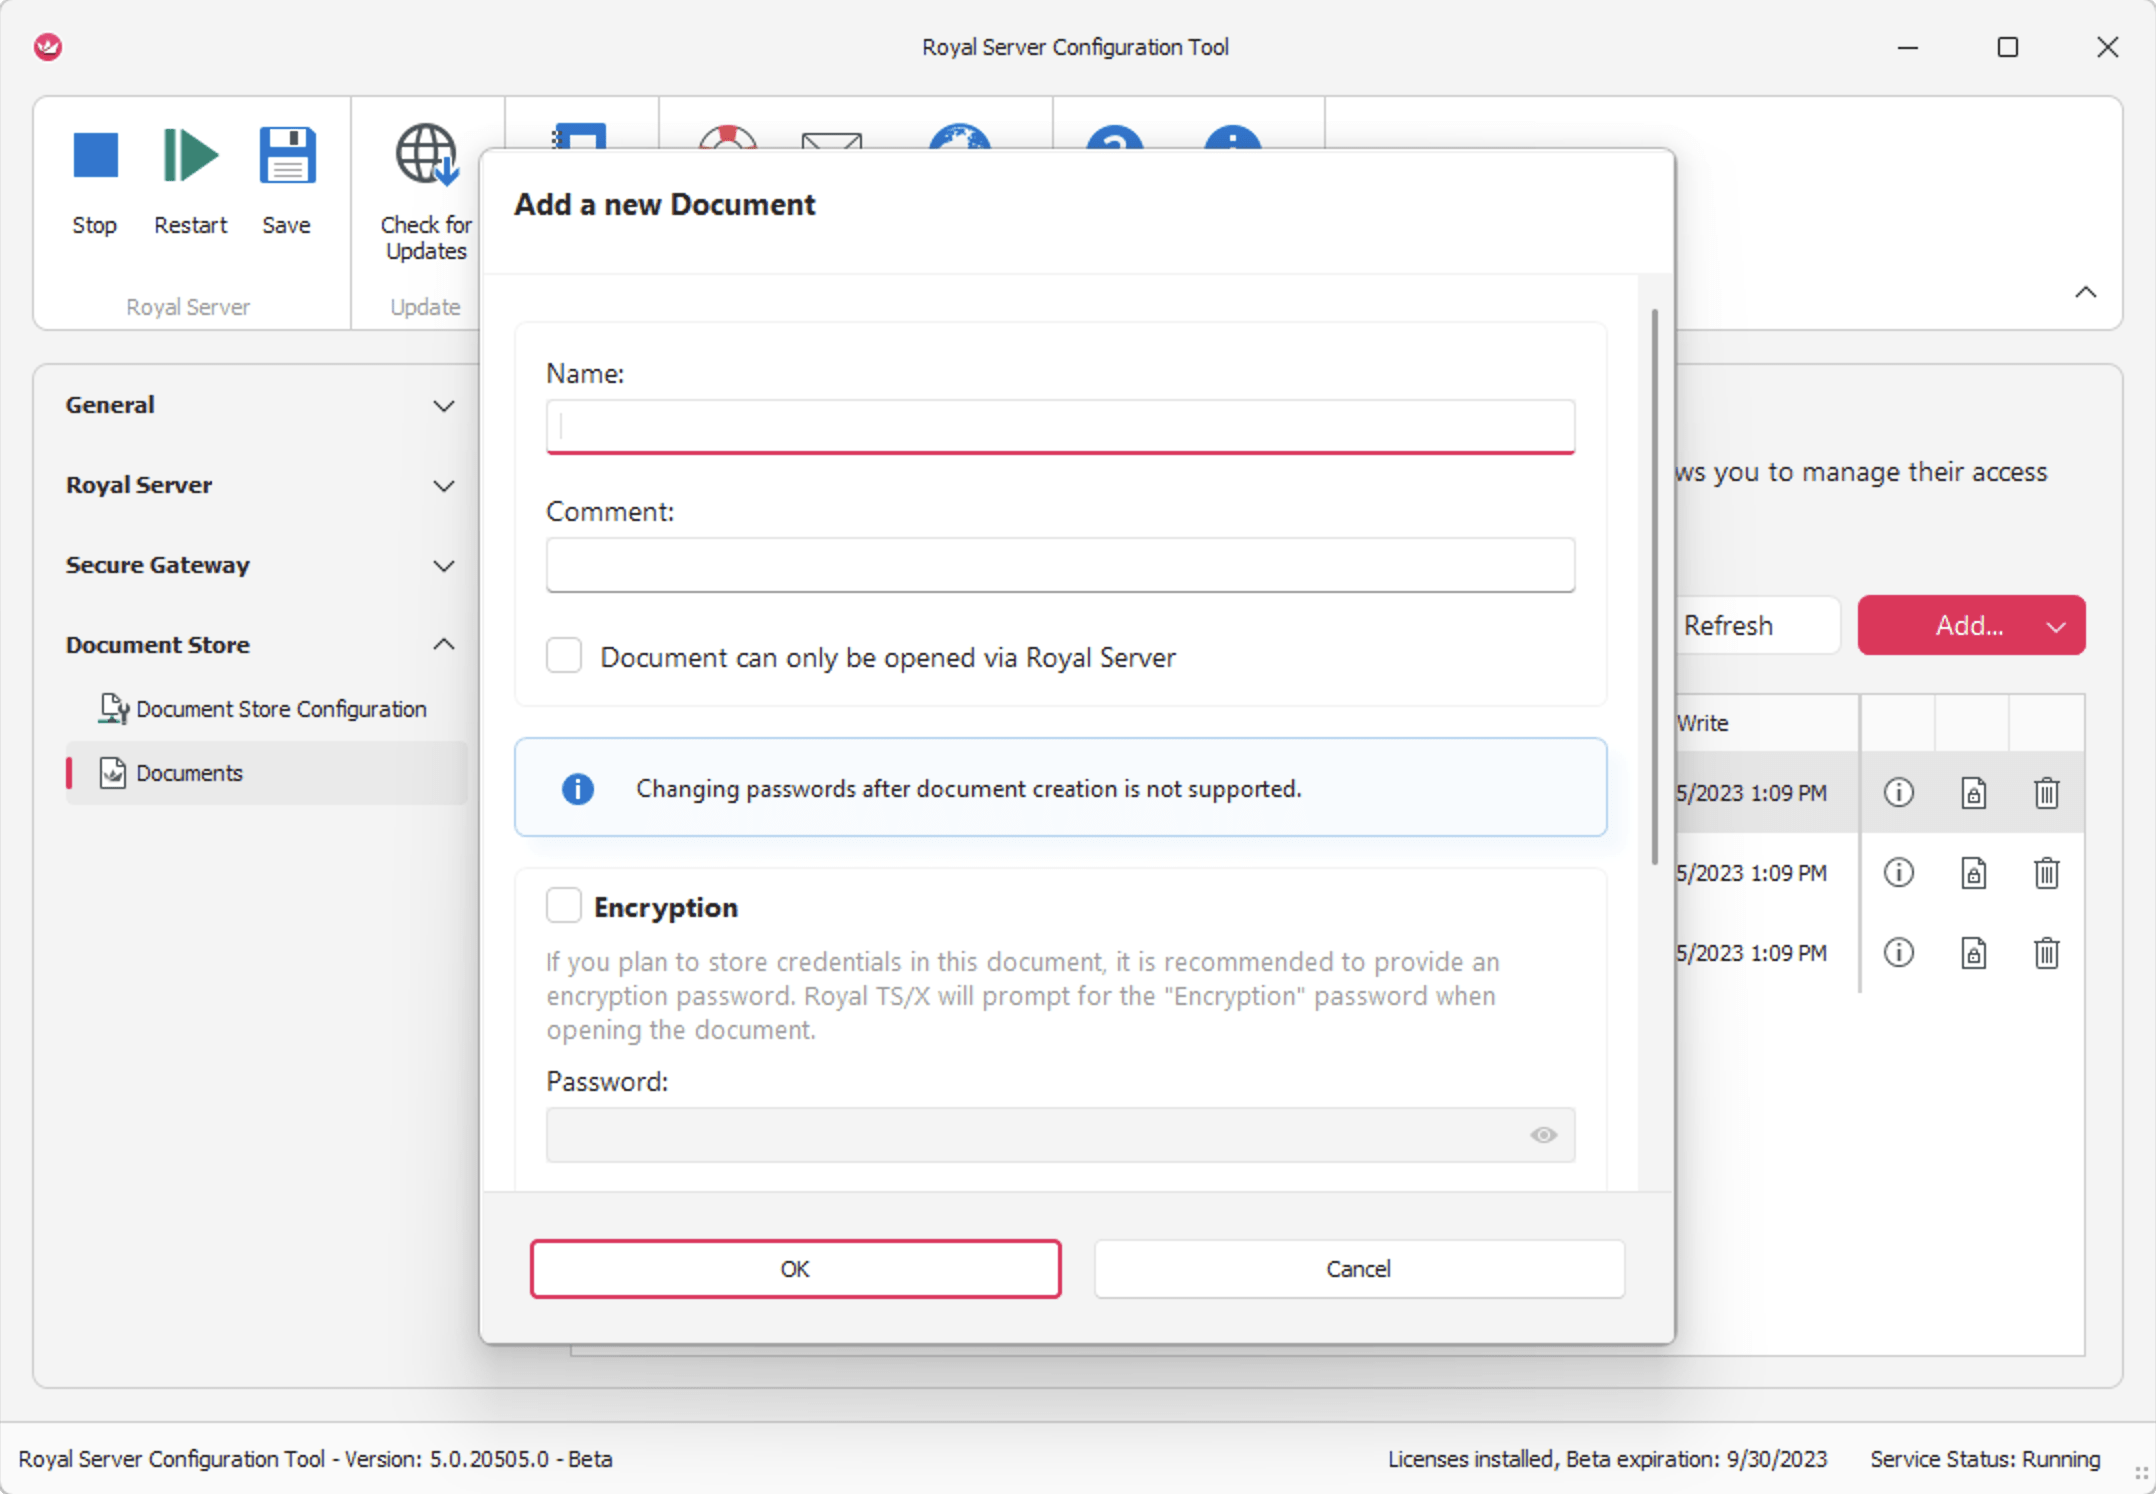 Royal Server Configuration Tool
Stop
Restart
Save
Check for
Updates
Royal Server
Update
General
Royal Server
Secure Gateway
Document Store
Document Store Configuration
Documents
Add a new Document
Name:
Comment:
Document can only be opened via Royal Server
Changing passwords after document creation is not supported.
Encryption
If you plan to store credentials in this document, it is recommended to provide an
encryption password. Royal TS/X will prompt for the "Encryption" password when
opening the document.
Password:
OK
Cancel
ws you to manage their access
Refresh
Add...
Write
5/2023 1:09 PM
5/2023 1:09 PM
5/2023 1:09 PM
Royal Server Configuration Tool - Version: 5.0.20505.0 - Beta
Licenses installed, Beta expiration: 9/30/2023
Service Status: Running